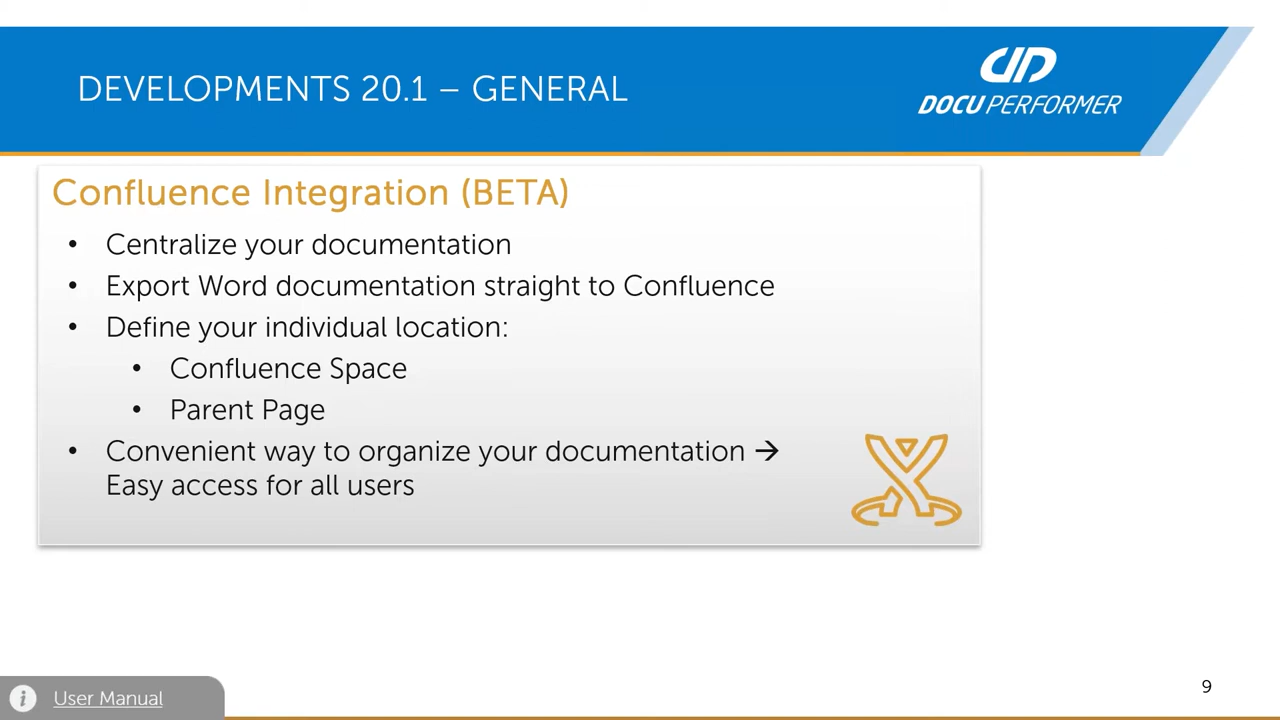 DEVELOPMENTS 20.1 – GENERAL
DOCU PERFORMER
Confluence Integration (BETA)
• Centralize your documentation
• Export Word documentation straight to Confluence
• Define your individual location:
• Confluence Space
• Parent Page
• Convenient way to organize your documentation →
Easy access for all users
User Manual
9